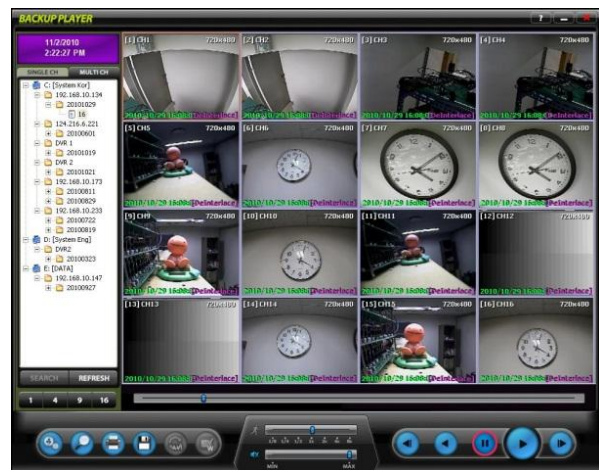 BACKUP PLAYER
11/2/2010
2:22:27 PM
SINGLE CH MULTI CH
C: [System Kor]
192.168.10.134
20101029
16
124.216.6.221
20100601
DVR 1
20101019
DVR 2
20101021
192.168.10.173
20100811
20100829
192.168.10.233
20100722
20100819
D: [System Eng]
DVR2
20100323
E: [DATA]
192.168.10.147
20100927
SEARCH REFRESH
1 4 9 16
[1] CH1 720x480
[2] CH2 720x480
[3] CH3 720x480
[4] CH4 720x480
[5] CH5 720x480
[6] CH6 720x480
[7] CH7 720x480
[8] CH8 720x480
[9] CH9 720x480
[10] CH10 720x480
[11] CH11 720x480
[12] CH12 720x480
[13] CH13 720x480
[14] CH14 720x480
[15] CH15 720x480
[16] CH16 720x480
MIN MAX